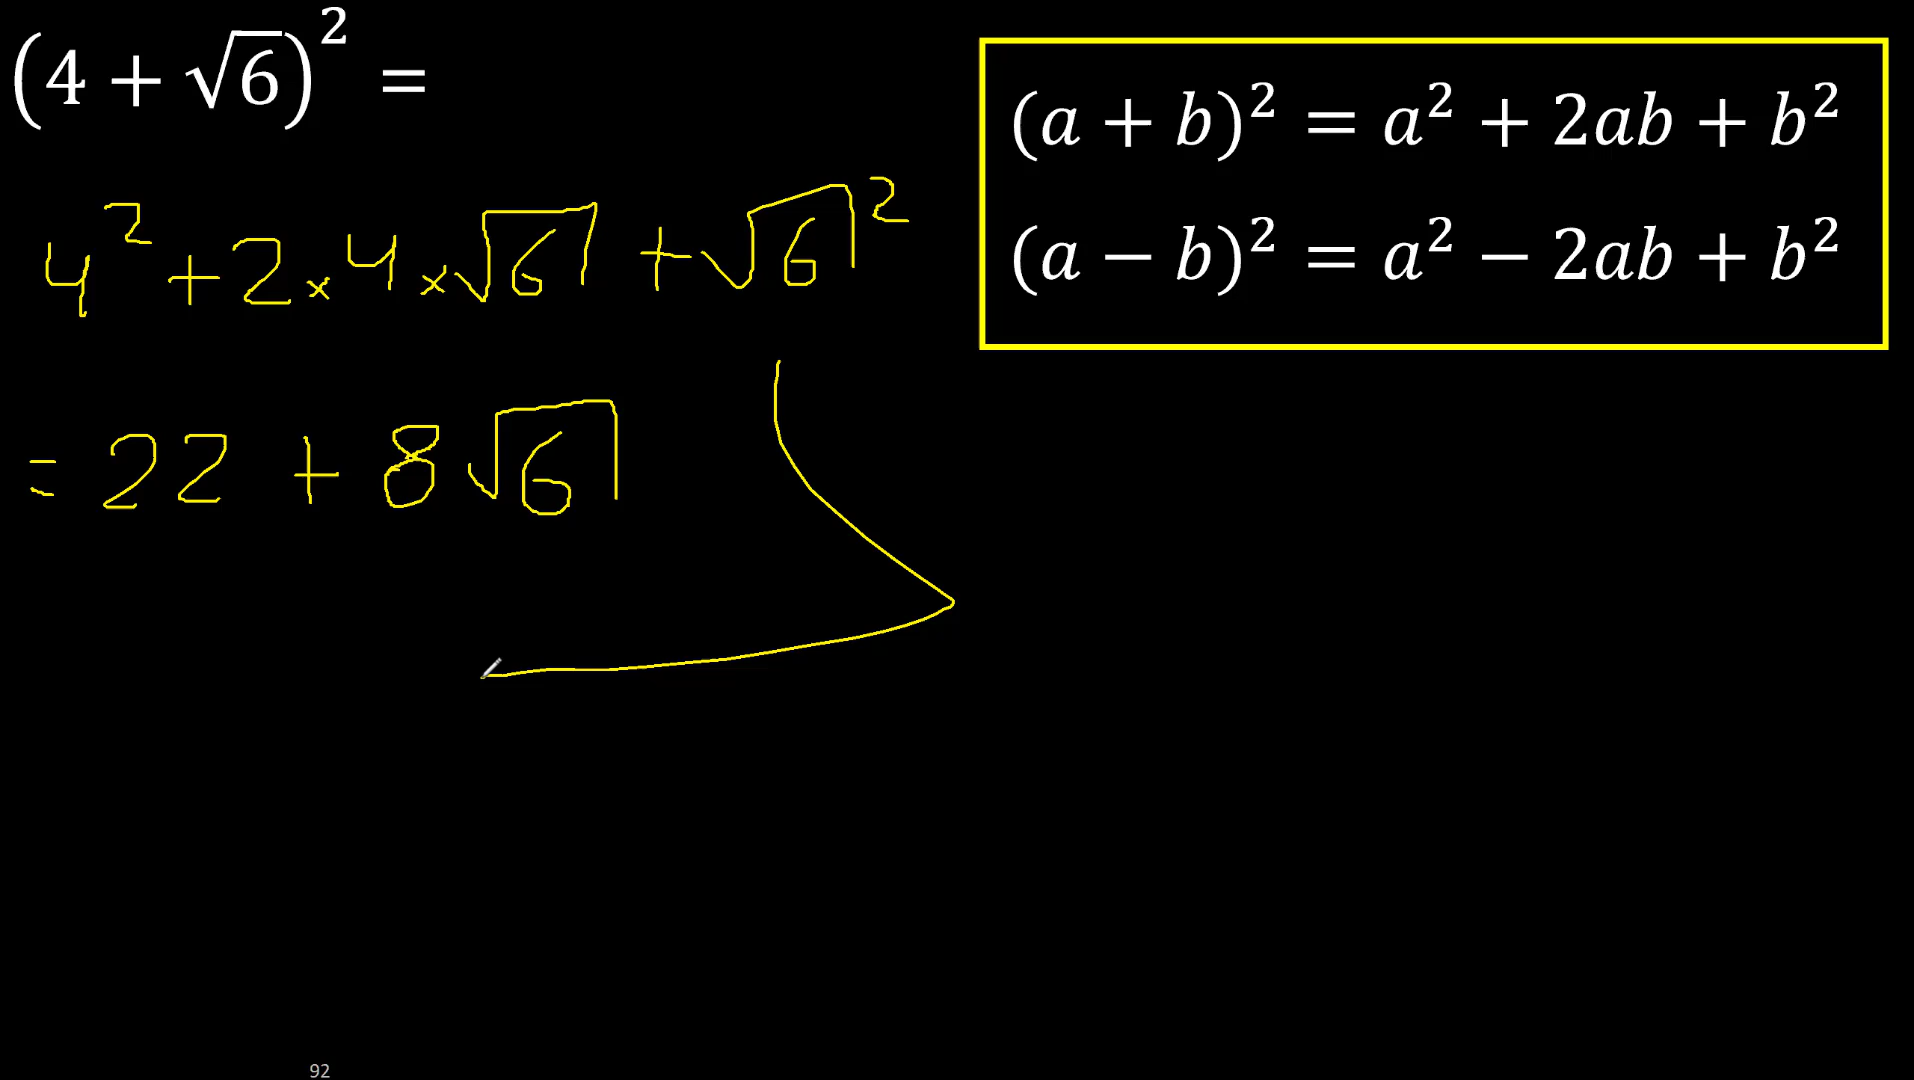 (4 + √6)² =
(a + b)² = a² + 2ab + b²
(a − b)² = a² − 2ab + b²
4² + 2 × 4 × √6 + √6²
= 22 + 8√6
92